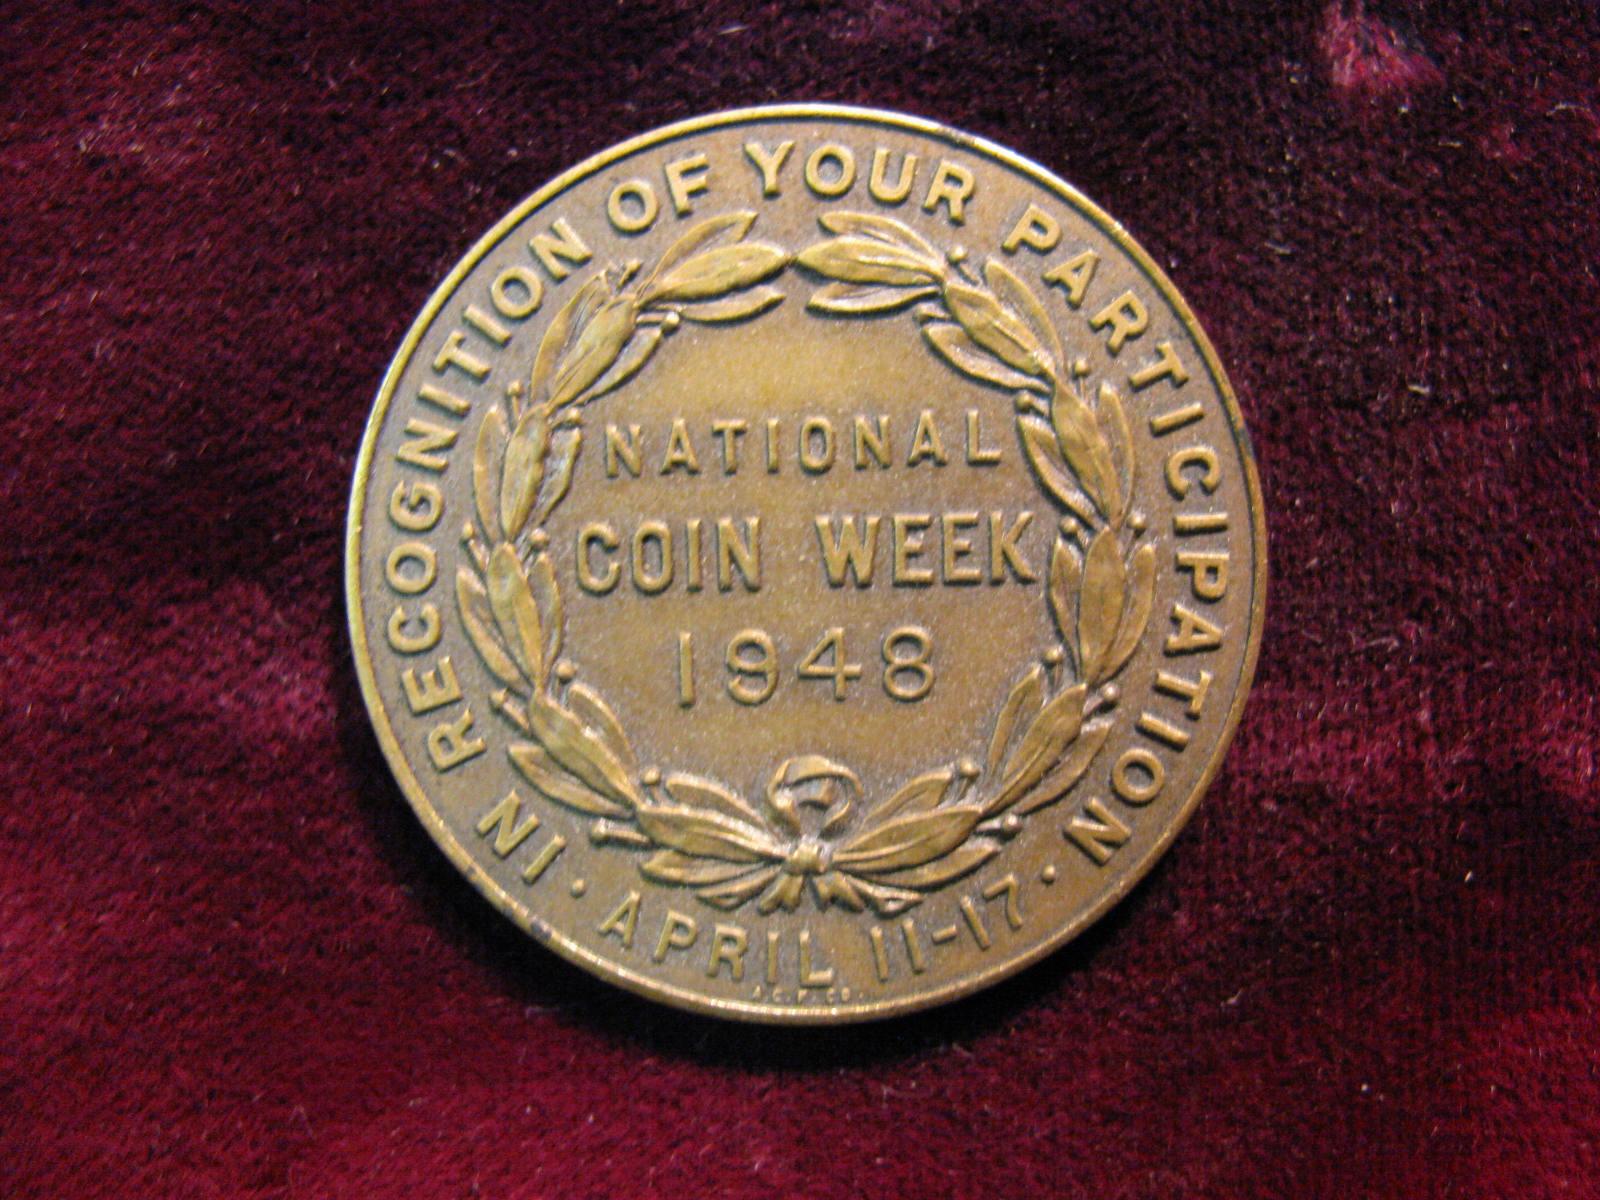 IN RECOGNITION OF YOUR PARTICIPATION
NATIONAL
COIN WEEK
1948
· APRIL 11-17 ·